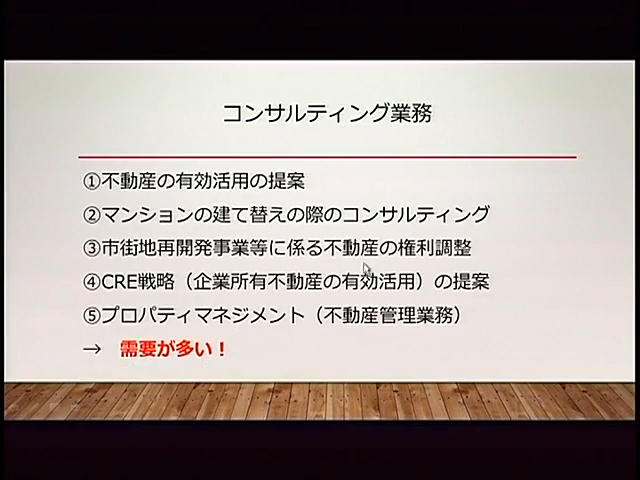 コンサルティング業務
①不動産の有効活用の提案
②マンションの建て替えの際のコンサルティング
③市街地再開発事業等に係る不動産の権利調整
④CRE戦略（企業所有不動産の有効活用）の提案
⑤プロパティマネジメント（不動産管理業務）
→　需要が多い！